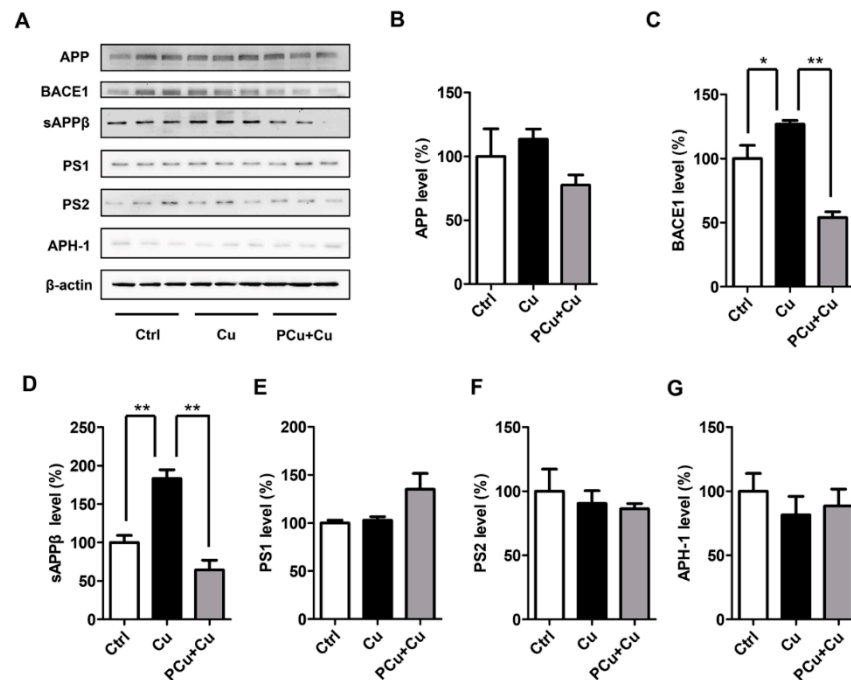 A
APP
BACE1
sAPPβ
PS1
PS2
APH-1
β-actin
Ctrl Cu PCu+Cu
B
APP level (%)
150
100
50
0
Ctrl Cu PCu+Cu
C
BACE1 level (%)
* **
150
100
50
0
Ctrl Cu PCu+Cu
D
sAPPβ level (%)
** **
250
200
150
100
50
0
Ctrl Cu PCu+Cu
E
PS1 level (%)
200
150
100
50
0
Ctrl Cu PCu+Cu
F
PS2 level (%)
150
100
50
0
Ctrl Cu PCu+Cu
G
APH-1 level (%)
150
100
50
0
Ctrl Cu PCu+Cu